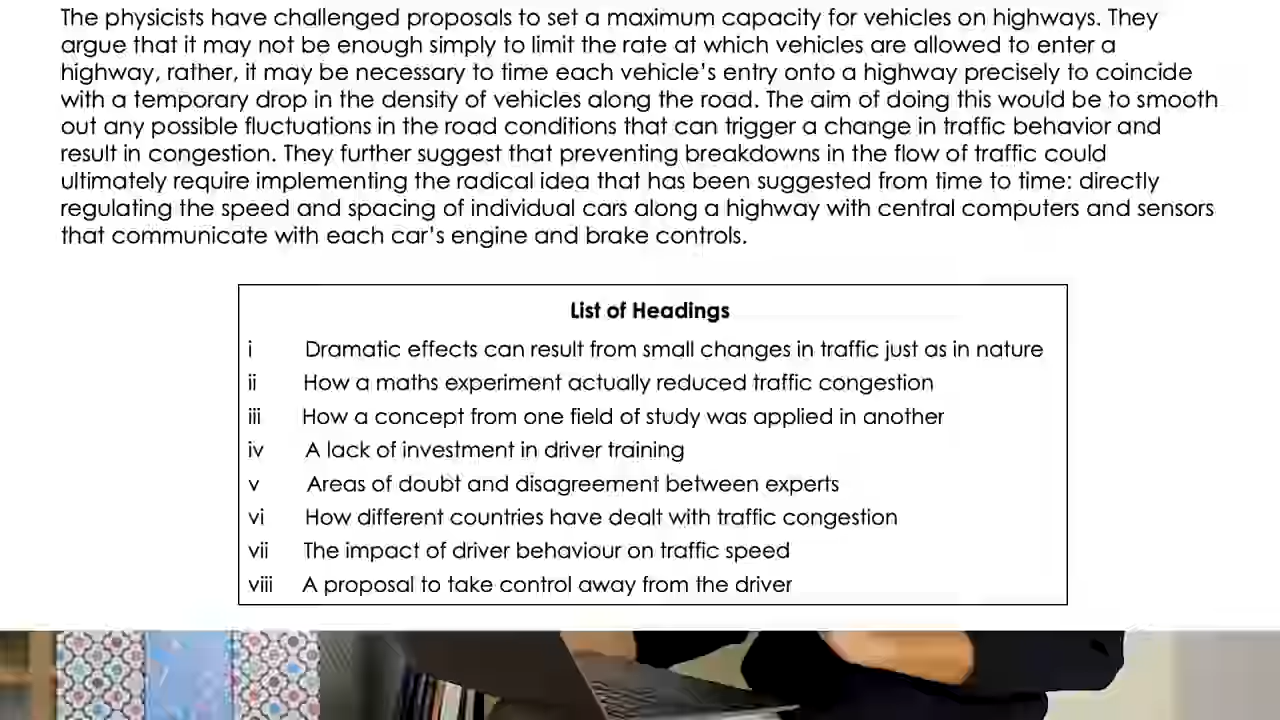 The physicists have challenged proposals to set a maximum capacity for vehicles on highways. They
argue that it may not be enough simply to limit the rate at which vehicles are allowed to enter a
highway, rather, it may be necessary to time each vehicle's entry onto a highway precisely to coincide
with a temporary drop in the density of vehicles along the road. The aim of doing this would be to smooth
out any possible fluctuations in the road conditions that can trigger a change in traffic behavior and
result in congestion. They further suggest that preventing breakdowns in the flow of traffic could
ultimately require implementing the radical idea that has been suggested from time to time: directly
regulating the speed and spacing of individual cars along a highway with central computers and sensors
that communicate with each car's engine and brake controls.
List of Headings
i Dramatic effects can result from small changes in traffic just as in nature
ii How a maths experiment actually reduced traffic congestion
iii How a concept from one field of study was applied in another
iv A lack of investment in driver training
v Areas of doubt and disagreement between experts
vi How different countries have dealt with traffic congestion
vii The impact of driver behaviour on traffic speed
viii A proposal to take control away from the driver